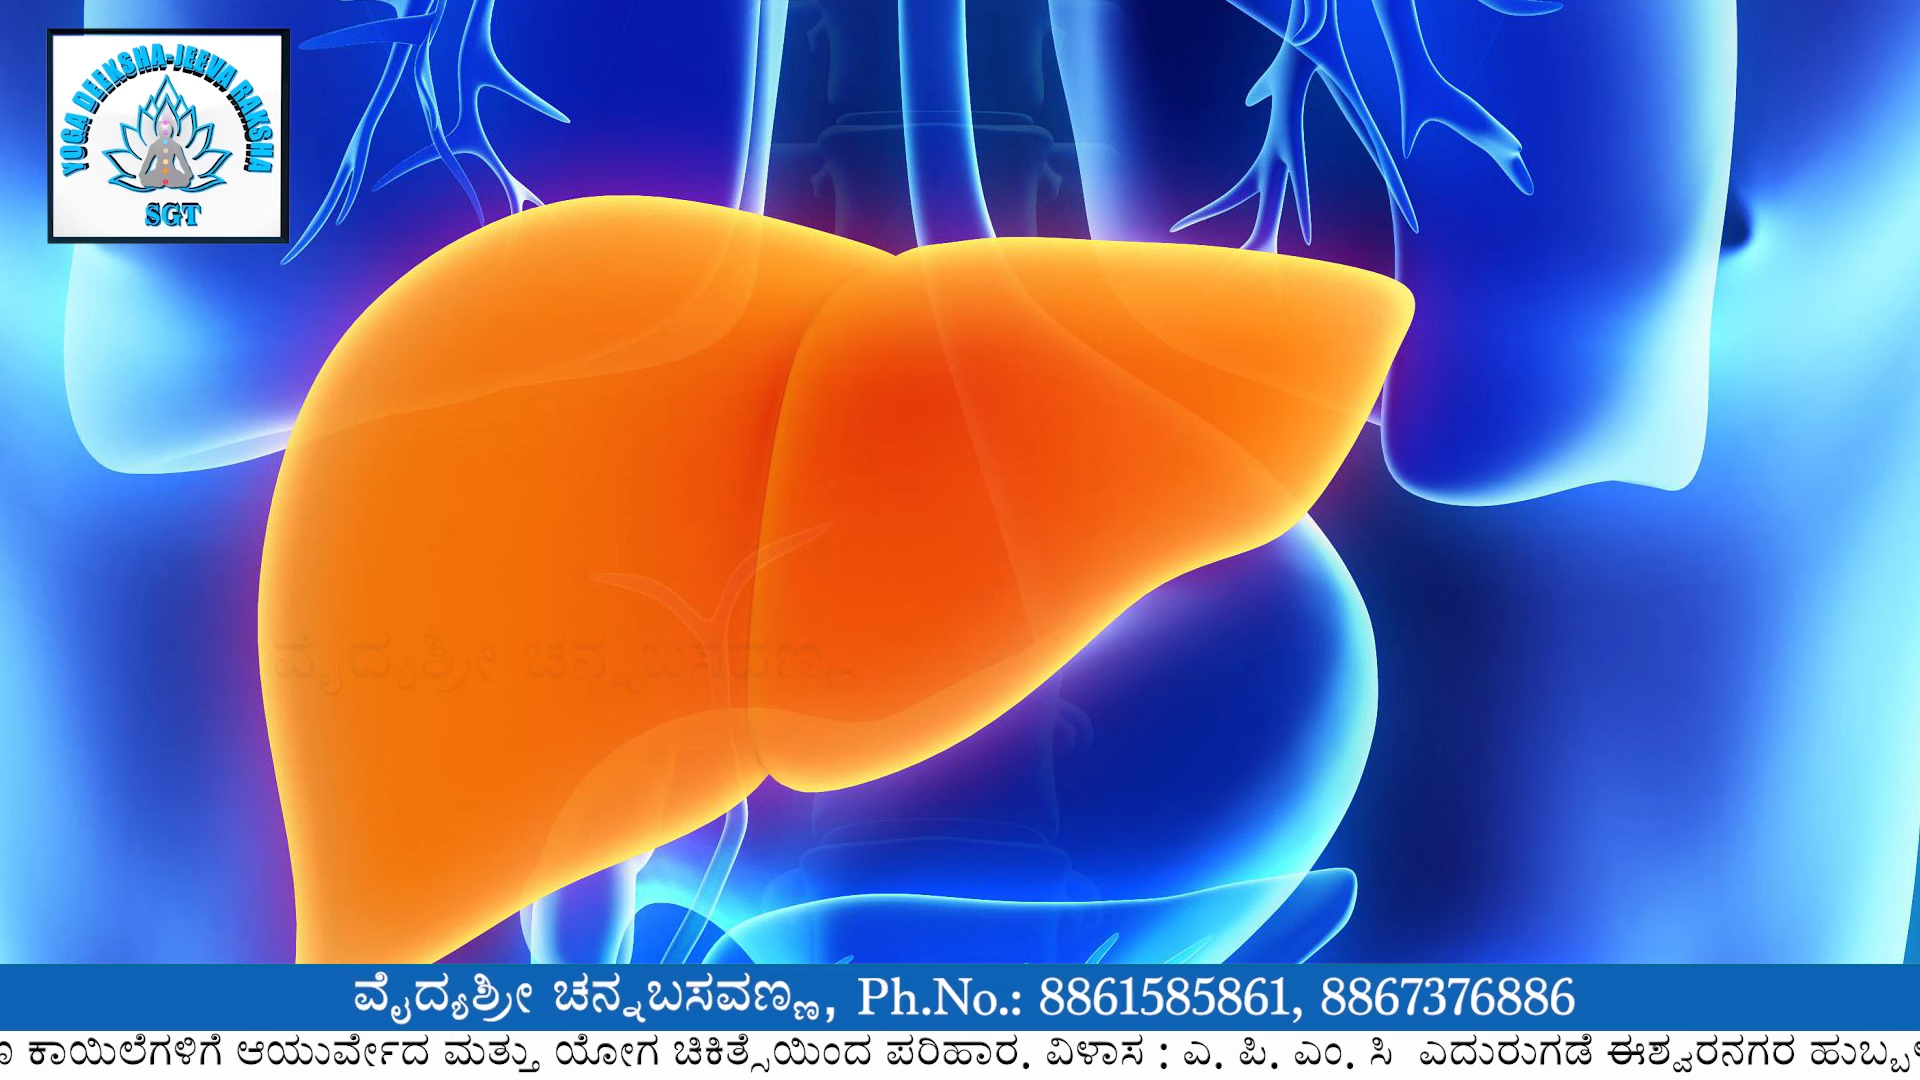 YOGA DEEKSHA-JEEVA RAKSHA
SGT
ವೈದ್ಯಶ್ರೀ ಚನ್ನಬಸವಣ್ಣ
ವೈದ್ಯಶ್ರೀ ಚನ್ನಬಸವಣ್ಣ, Ph.No.: 8861585861, 8867376886
ಕಾಯಿಲೆಗಳಿಗೆ ಆಯುರ್ವೇದ ಮತ್ತು ಯೋಗ ಚಿಕಿತ್ಸೆಯಿಂದ ಪರಿಹಾರ. ವಿಳಾಸ : ಎ. ಪಿ. ಎಂ. ಸಿ ಎದುರುಗಡೆ ಈಶ್ವರನಗರ